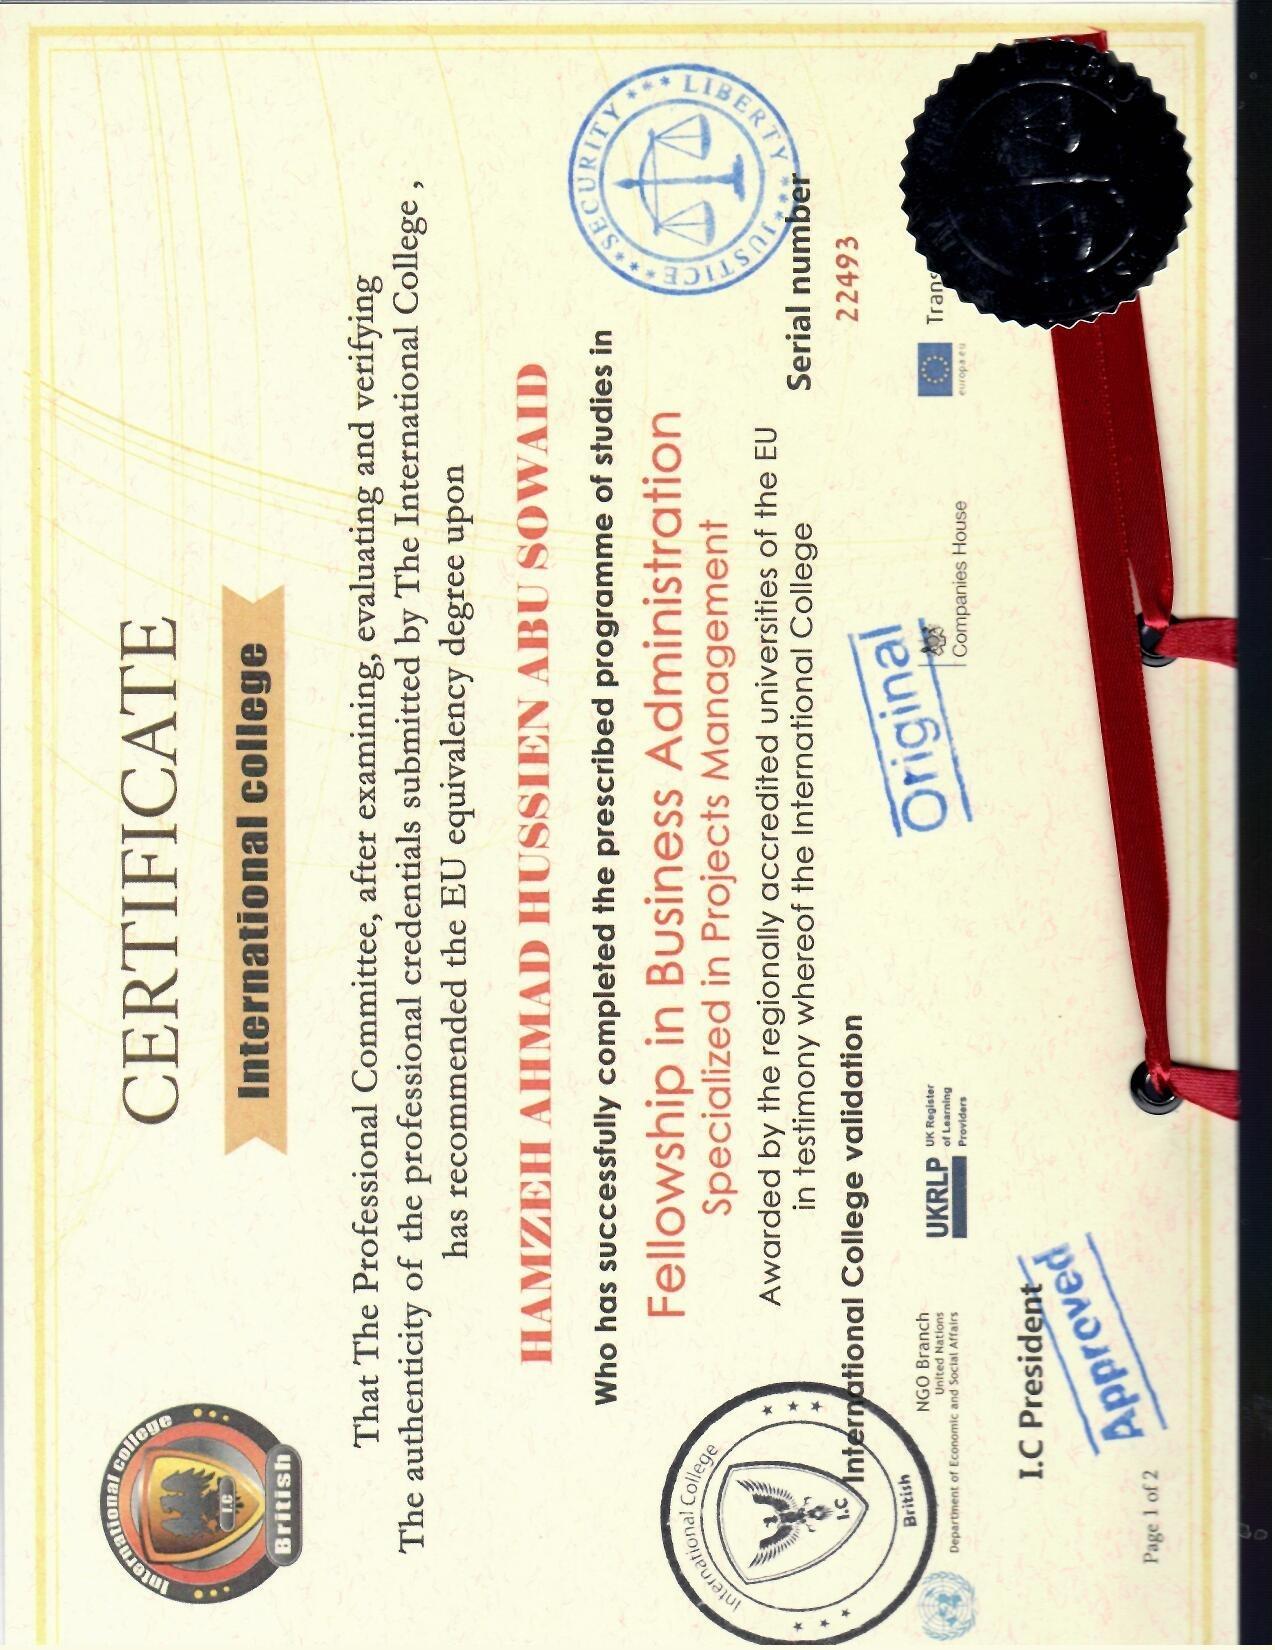 International college
I.C
British
CERTIFICATE
International college
That The Professional Committee, after examining, evaluating and verifying
The authenticity of the professional credentials submitted by The International College ,
has recommended the EU equivalency degree upon
HAMZEH AHMAD HUSSIEN ABU SOWAID
Who has successfully completed the prescribed programme of studies in
Fellowship in Business Administration
Specialized in Projects Management
Awarded by the regionally accredited universities of the EU
in testimony whereof the International College
SECURITY
LIBERTY
JUSTICE
Serial number
22493
International College
I.C
British
International College validation
NGO Branch
United Nations
Department of Economic and Social Affairs
UKRLP
UK Register
of Learning
Providers
Original
Companies House
europa eu
I.C President
Approved
Page 1 of 2